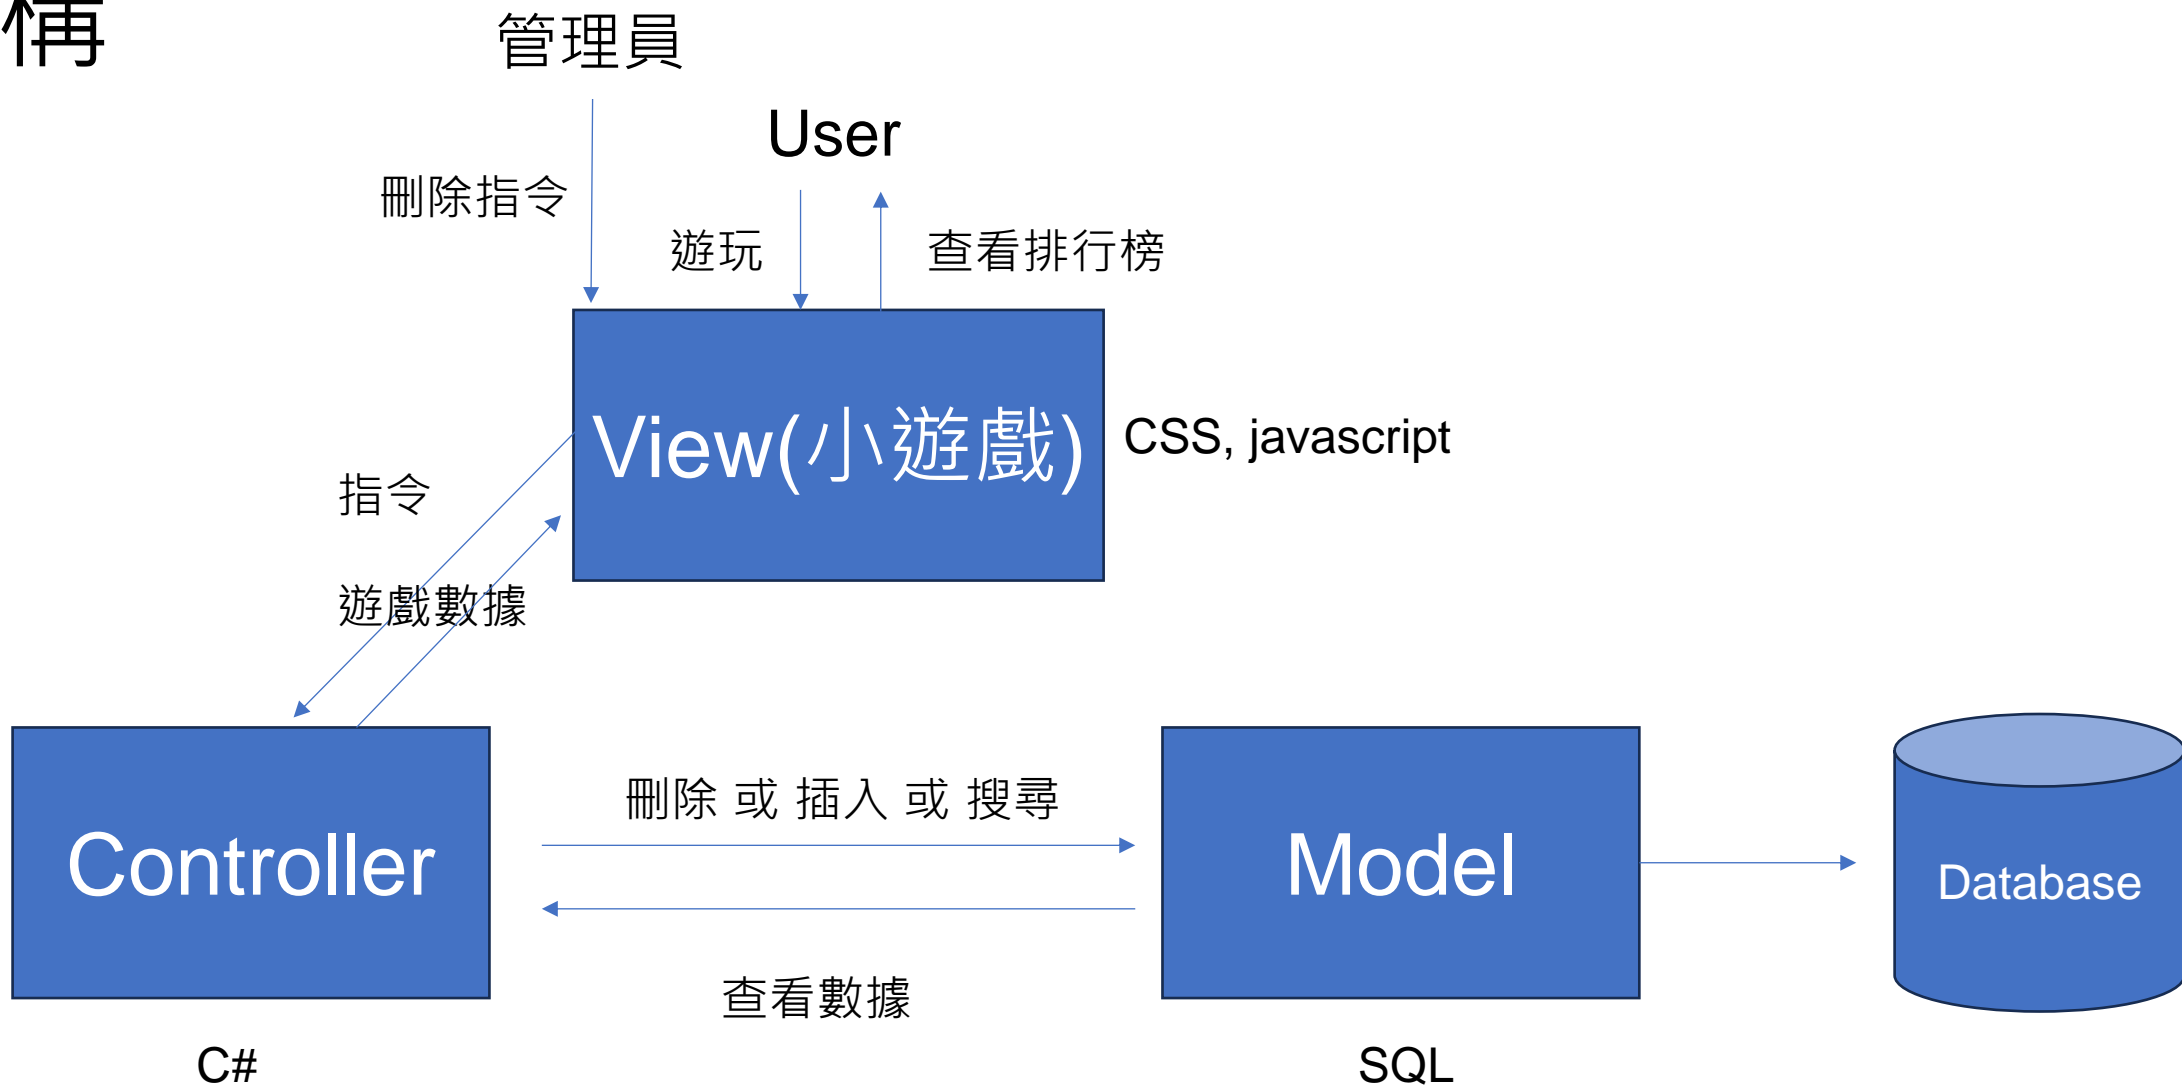 管理員
User
刪除指令
遊玩
查看排行榜
View(小遊戲)
CSS, javascript
指令
遊戲數據
刪除 或 插入 或 搜尋
Controller
Model
Database
查看數據
C#
SQL